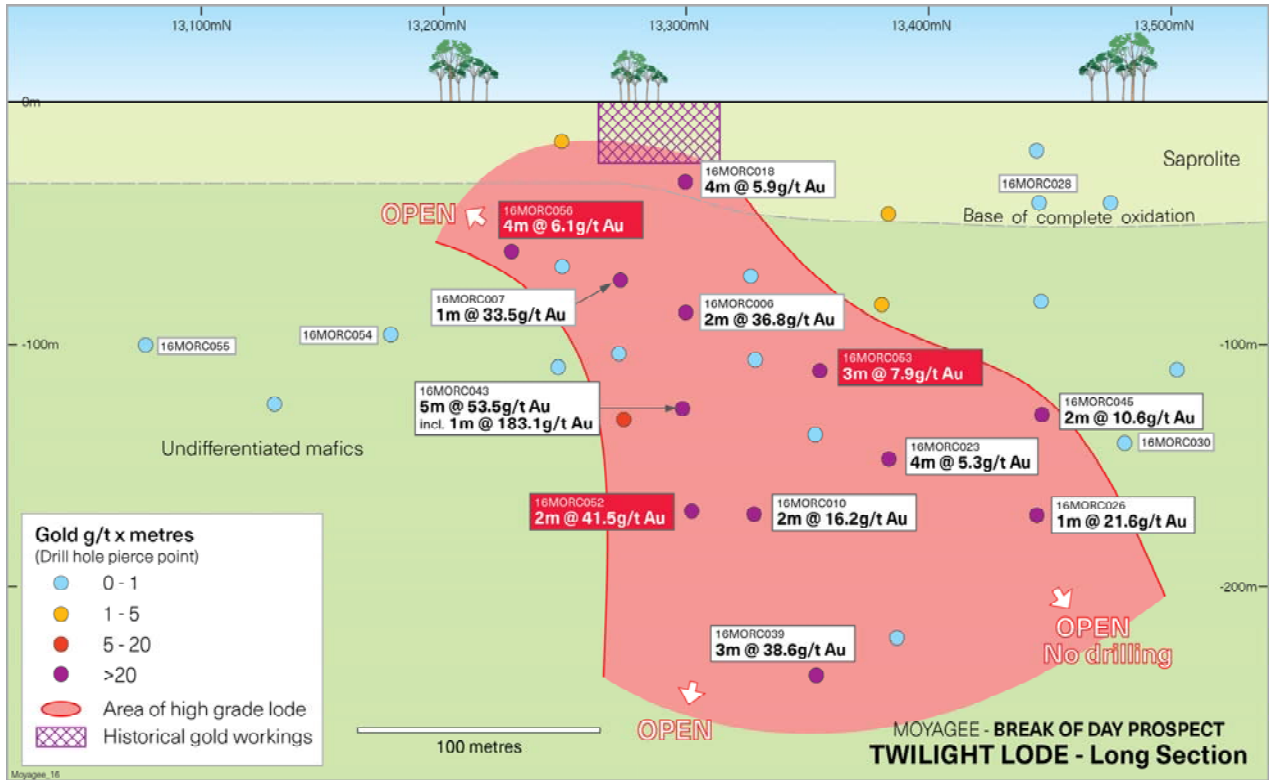 13,100mN
13,200mN
13,300mN
13,400mN
13,500mN
0m
Saprolite
16MORC018
4m @ 5.9g/t Au
16MORC028
OPEN
16MORC056
4m @ 6.1g/t Au
Base of complete oxidation
16MORC007
1m @ 33.5g/t Au
16MORC006
2m @ 36.8g/t Au
-100m
-100m
16MORC055
16MORC054
16MORC053
3m @ 7.9g/t Au
16MORC043
5m @ 53.5g/t Au
incl. 1m @ 183.1g/t Au
16MORC045
2m @ 10.6g/t Au
16MORC030
Undifferentiated mafics
16MORC023
4m @ 5.3g/t Au
16MORC052
2m @ 41.5g/t Au
16MORC010
2m @ 16.2g/t Au
16MORC026
1m @ 21.6g/t Au
-200m
Gold g/t x metres
(Drill hole pierce point)
0 - 1
1 - 5
5 - 20
>20
Area of high grade lode
Historical gold workings
OPEN
No drilling
16MORC039
3m @ 38.6g/t Au
OPEN
100 metres
MOYAGEE - BREAK OF DAY PROSPECT
TWILIGHT LODE - Long Section
Moyagee_16